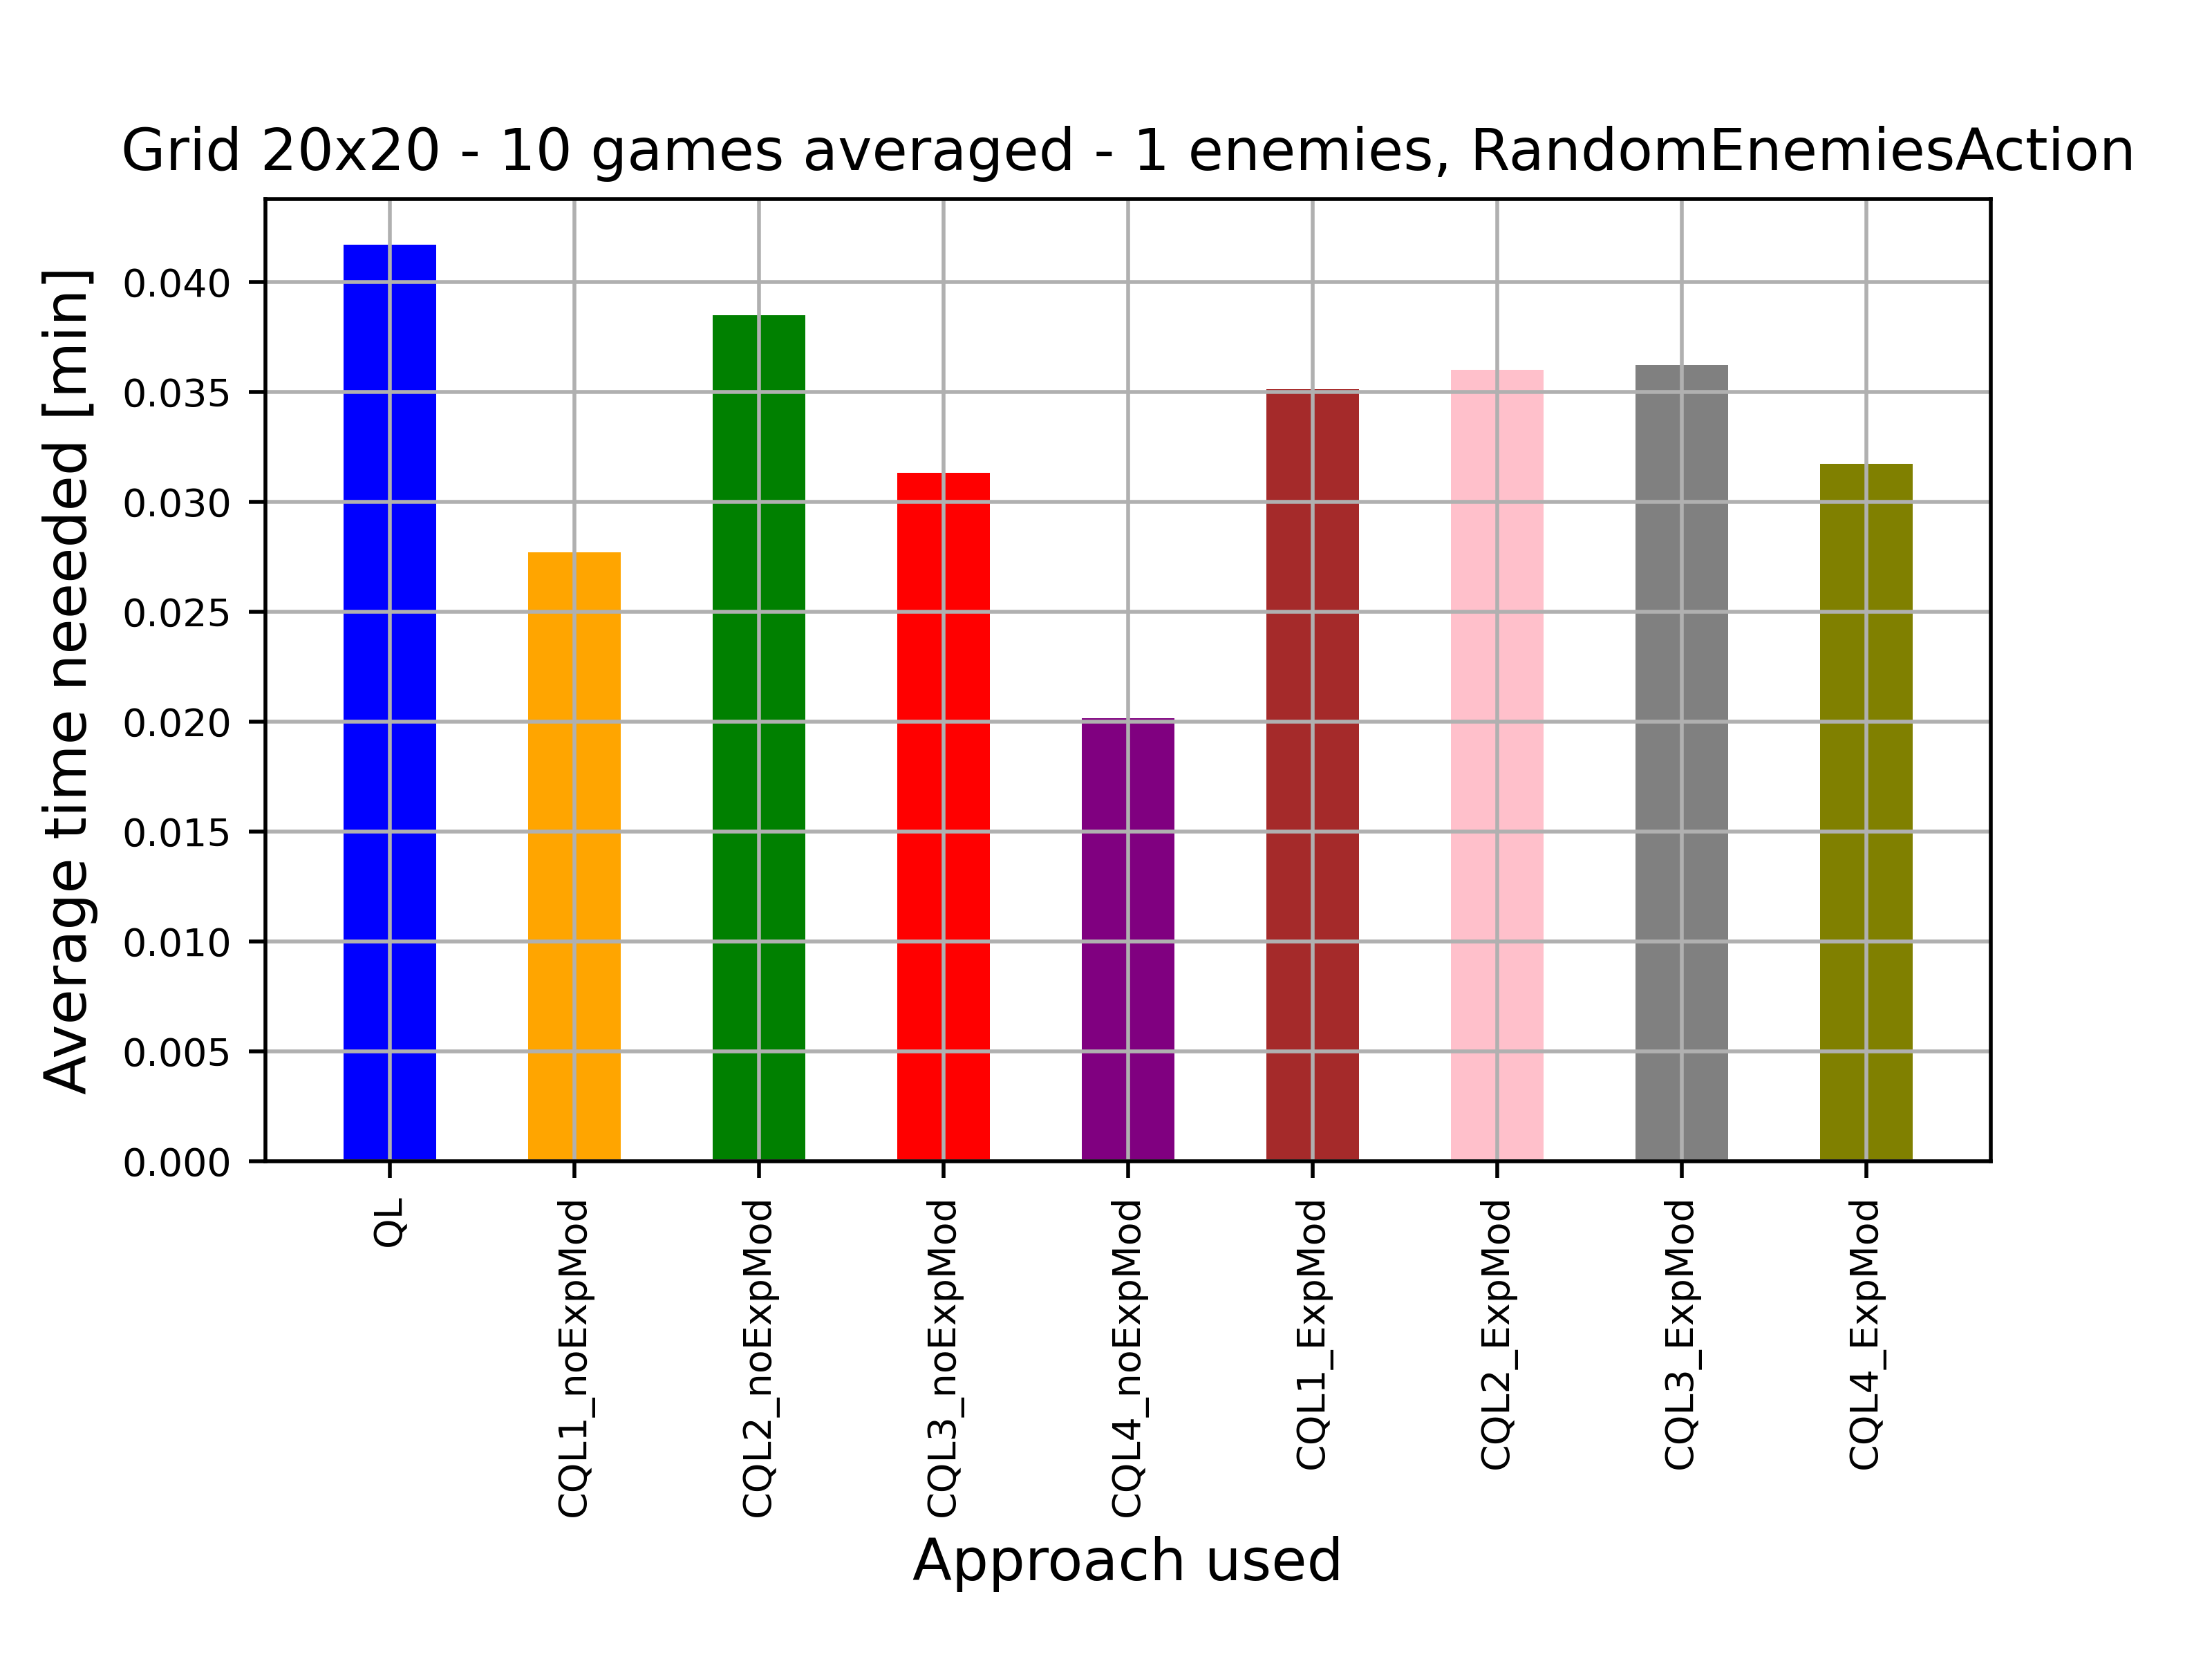 Grid 20x20 - 10 games averaged - 1 enemies, RandomEnemiesAction
Average time needed [min]
0.040
0.035
0.030
0.025
0.020
0.015
0.010
0.005
0.000
QL
CQL1_noExpMod
CQL2_noExpMod
CQL3_noExpMod
CQL4_noExpMod
CQL1_ExpMod
CQL2_ExpMod
CQL3_ExpMod
CQL4_ExpMod
Approach used